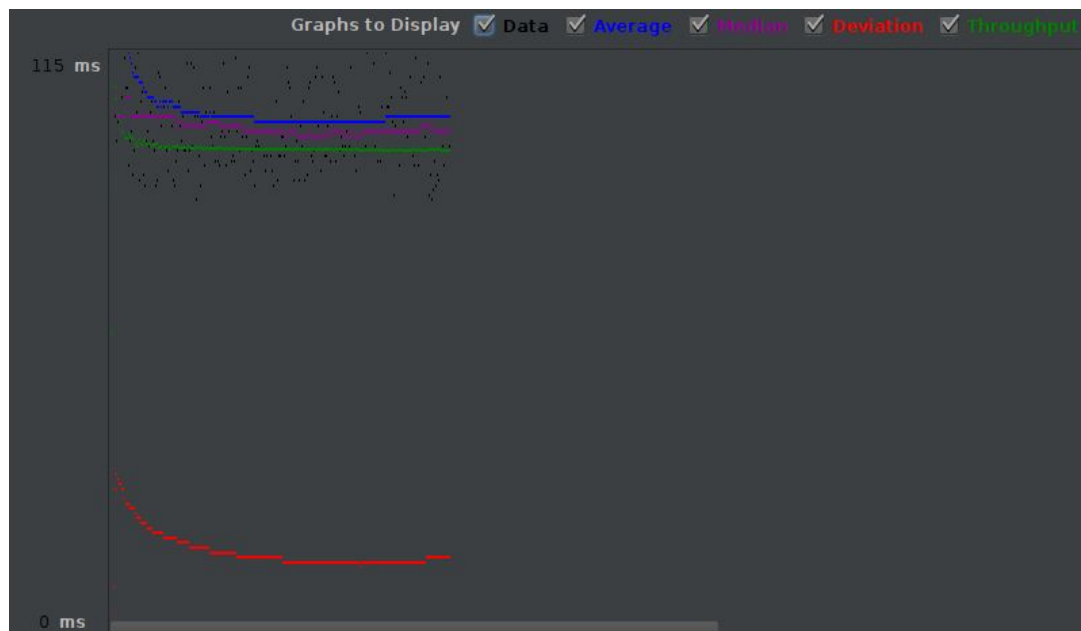 Graphs to Display Data Average Median Deviation Throughput
115 ms
0 ms